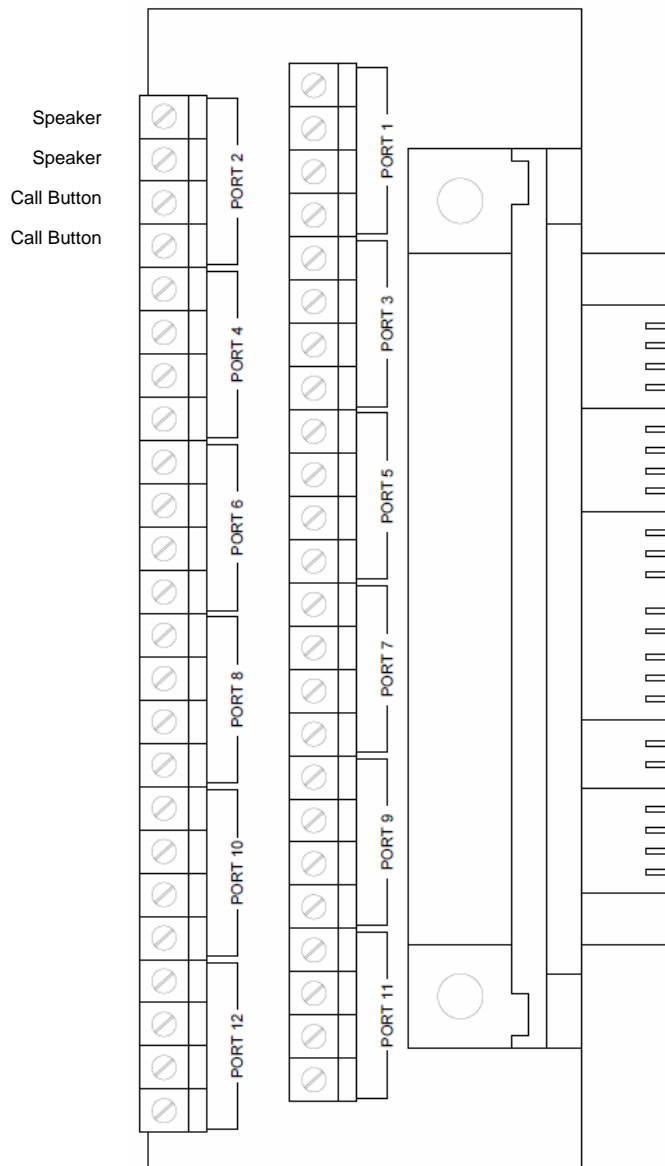 Speaker
Speaker
Call Button
Call Button
PORT 2
PORT 4
PORT 6
PORT 8
PORT 10
PORT 12
PORT 1
PORT 3
PORT 5
PORT 7
PORT 9
PORT 11